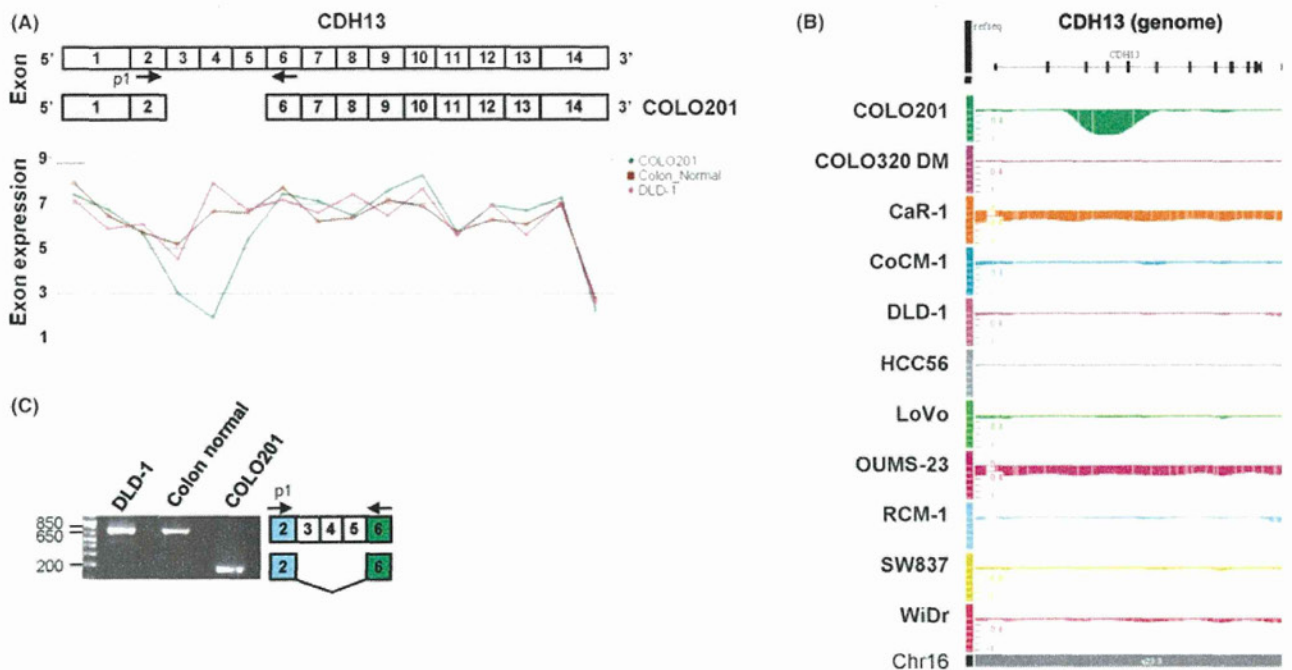 (A)
CDH13
Exon
5' 1 2 3 4 5 6 7 8 9 10 11 12 13 14 3'
p1
5' 1 2 6 7 8 9 10 11 12 13 14 3' COLO201
Exon expression
9
7
5
3
1
COLO201
Colon_Normal
DLD-1
(B)
CDH13 (genome)
refseq
CDH13
COLO201
COLO320 DM
CaR-1
CoCM-1
DLD-1
HCC56
LoVo
OUMS-23
RCM-1
SW837
WiDr
Chr16
(C)
DLD-1
Colon normal
COLO201
850
650
200
p1
2 3 4 5 6
2 6